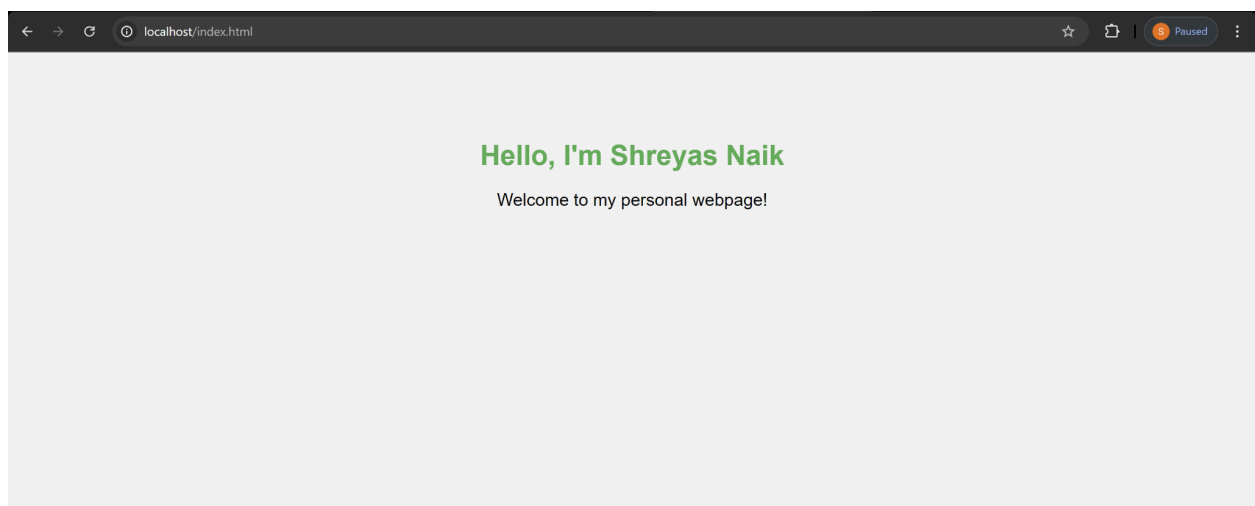 localhost/index.html
S Paused
Hello, I'm Shreyas Naik
Welcome to my personal webpage!